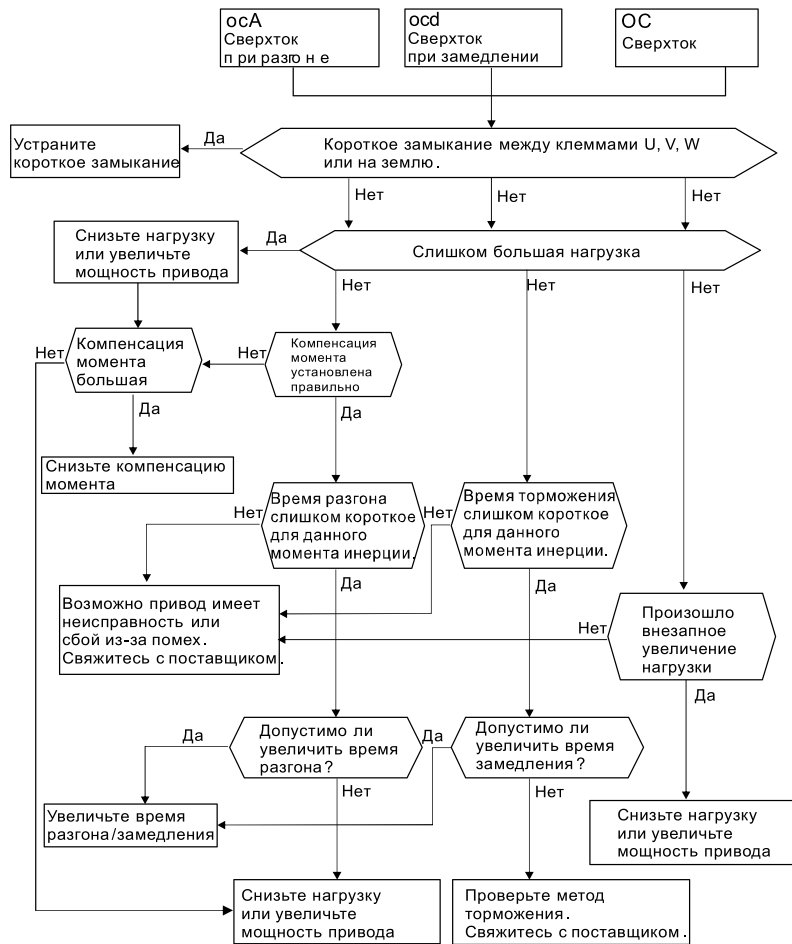 ocA
Сверхток
при разгоне
ocd
Сверхток
при замедлении
OC
Сверхток
Устраните
короткое замыкание
Да
Короткое замыкание между клеммами U, V, W
или на землю.
Нет
Нет
Нет
Снизьте нагрузку
или увеличьте
мощность привода
Да
Слишком большая нагрузка
Нет
Нет
Нет
Нет
Компенсация
момента
большая
Нет
Компенсация
момента
установлена
правильно
Да
Да
Снизьте компенсацию
момента
Нет
Время разгона
слишком короткое
для данного
момента инерции.
Нет
Время торможения
слишком короткое
для данного
момента инерции.
Да
Да
Возможно привод имеет
неисправность или
сбой из-за помех.
Свяжитесь с поставщиком.
Нет
Произошло
внезапное
увеличение
нагрузки
Да
Да
Допустимо ли
увеличить время
разгона?
Да
Допустимо ли
увеличить время
замедления?
Нет
Нет
Увеличьте время
разгона/замедления
Снизьте нагрузку
или увеличьте
мощность привода
Снизьте нагрузку
или увеличьте
мощность привода
Проверьте метод
торможения.
Свяжитесь с поставщиком.